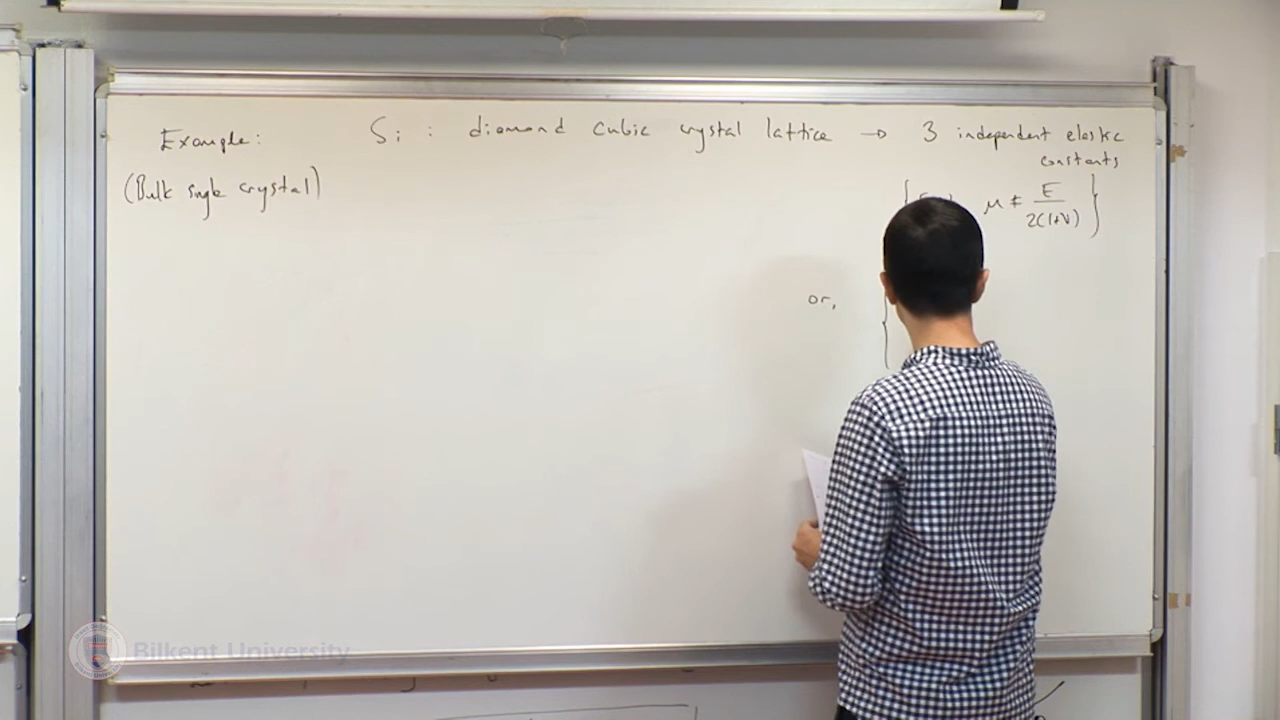 Example: Si : diamond cubic crystal lattice → 3 independent elastic
constants
(Bulk single crystal)
{ μ ≠ E / 2(1+ν) }
or, {
Bilkent University